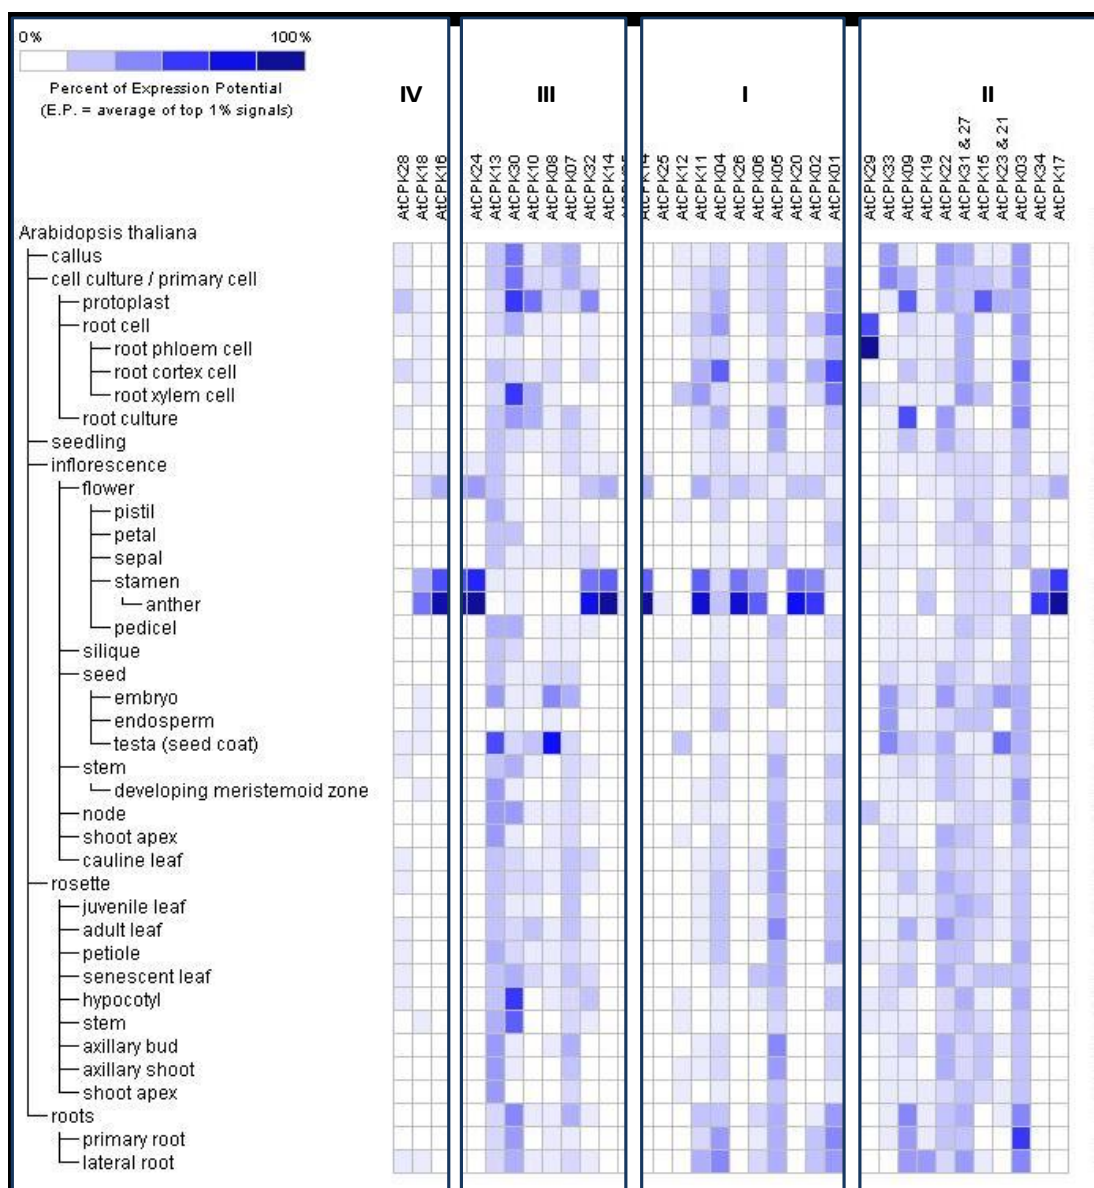 0% 100%
Percent of Expression Potential
(E.P. = average of top 1% signals)
IV III I II
AtCPK28
AtCPK18
AtCPK16
AtCPK24
AtCPK13
AtCPK30
AtCPK10
AtCPK08
AtCPK07
AtCPK32
AtCPK14
AtCPK14
AtCPK25
AtCPK12
AtCPK11
AtCPK04
AtCPK26
AtCPK06
AtCPK05
AtCPK20
AtCPK02
AtCPK01
AtCPK29
AtCPK33
AtCPK09
AtCPK19
AtCPK22
AtCPK31 & 27
AtCPK15
AtCPK23 & 21
AtCPK03
AtCPK34
AtCPK17
Arabidopsis thaliana
callus
cell culture / primary cell
protoplast
root cell
root phloem cell
root cortex cell
root xylem cell
root culture
seedling
inflorescence
flower
pistil
petal
sepal
stamen
anther
pedicel
silique
seed
embryo
endosperm
testa (seed coat)
stem
developing meristemoid zone
node
shoot apex
cauline leaf
rosette
juvenile leaf
adult leaf
petiole
senescent leaf
hypocotyl
stem
axillary bud
axillary shoot
shoot apex
roots
primary root
lateral root